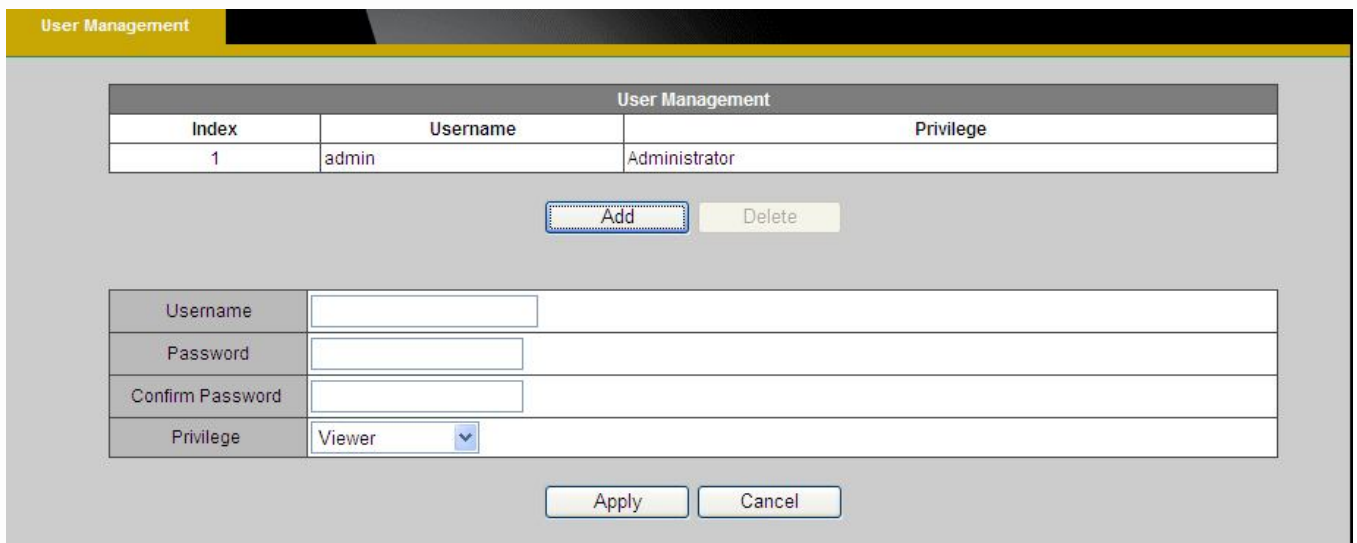 User Management
User Management
Index Username Privilege
1 admin Administrator
Add Delete
Username
Password
Confirm Password
Privilege Viewer
Apply Cancel